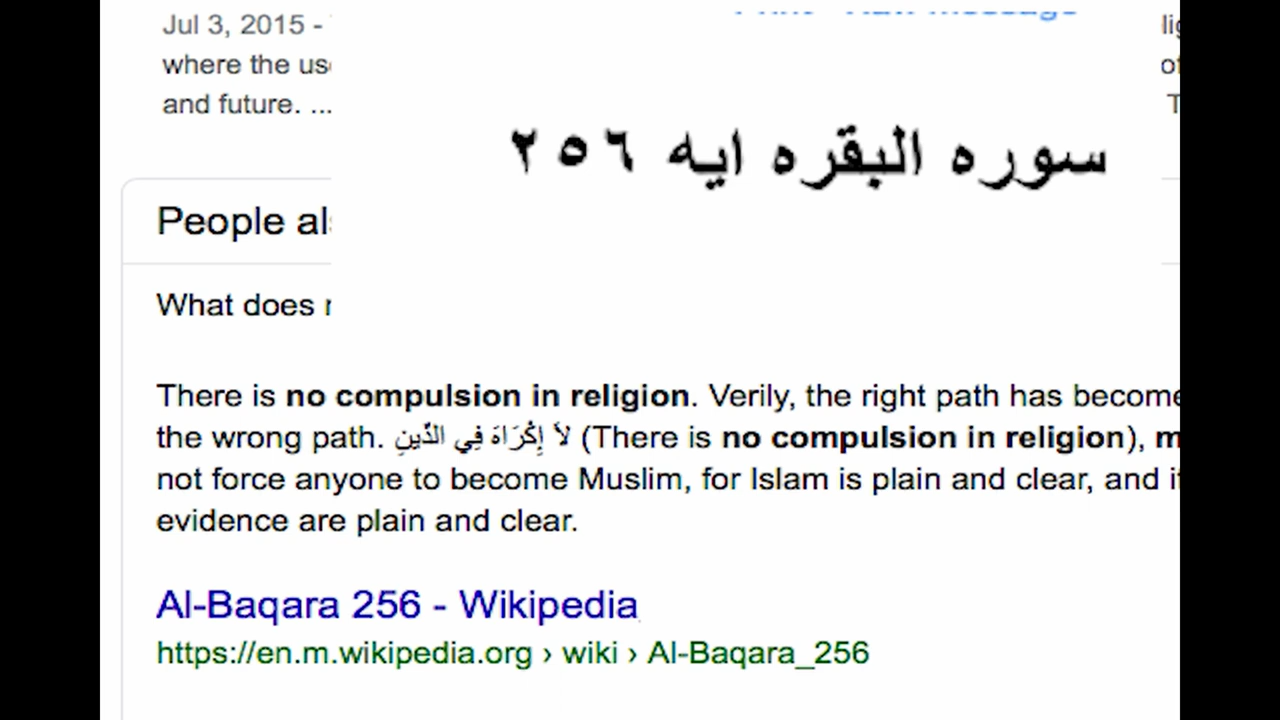 Jul 3, 2015 -
where the
and future. ...
سوره البقره ايه ٢٥٦
People
What does
There is no compulsion in religion. Verily, the right path has become
the wrong path. لاَ إِكْرَاهَ فِي الدِّينِ (There is no compulsion in religion),
not force anyone to become Muslim, for Islam is plain and clear, and
evidence are plain and clear.
Al-Baqara 256 - Wikipedia
https://en.m.wikipedia.org › wiki › Al-Baqara_256